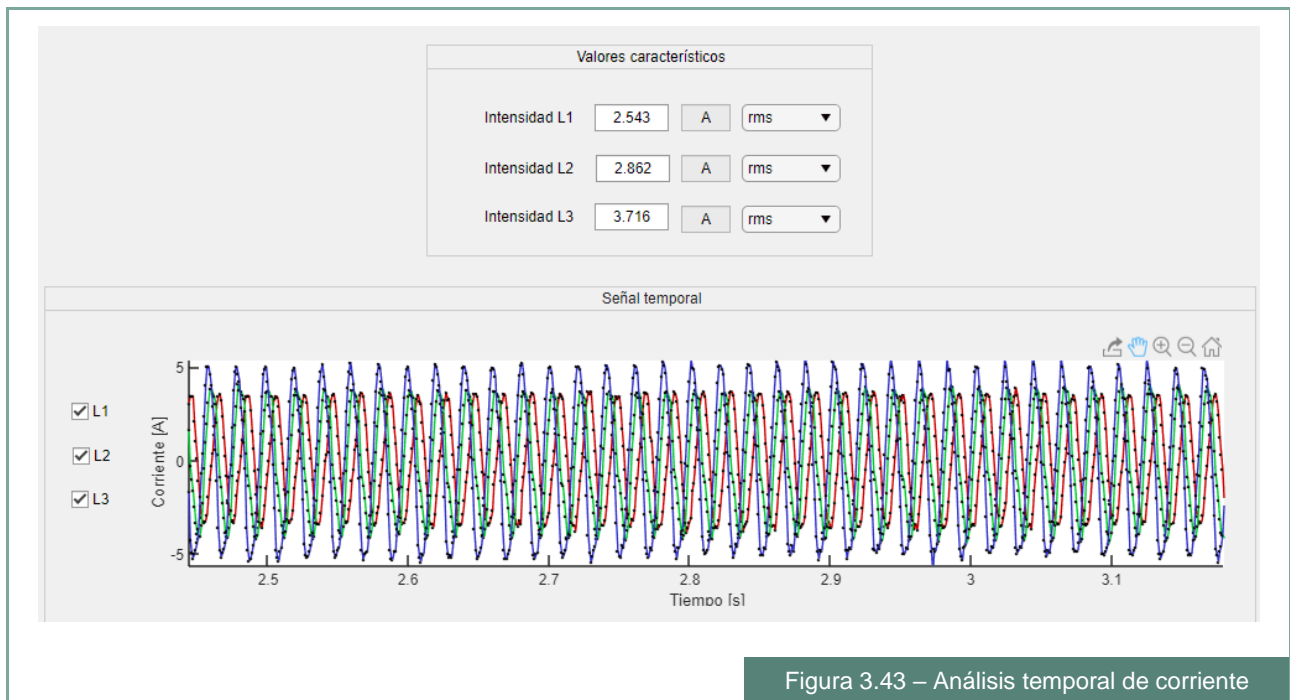 Valores característicos
Intensidad L1 2.543 A rms
Intensidad L2 2.862 A rms
Intensidad L3 3.716 A rms
Señal temporal
L1
L2
L3
Corriente [A]
5
0
-5
2.5 2.6 2.7 2.8 2.9 3 3.1
Tiempo [s]
Figura 3.43 – Análisis temporal de corriente